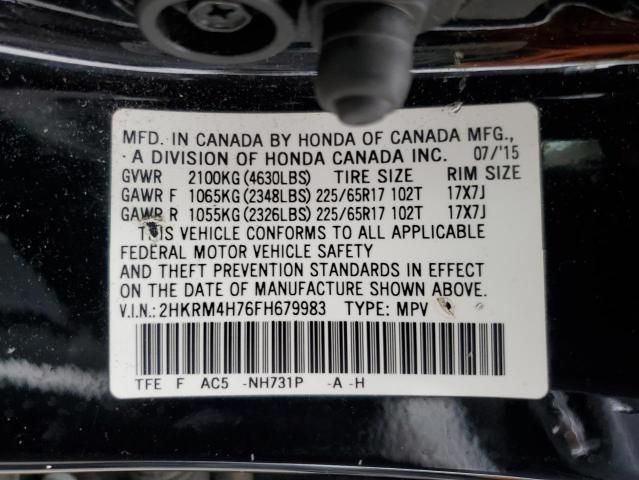 MFD. IN CANADA BY HONDA OF CANADA MFG.,
A DIVISION OF HONDA CANADA INC. 07/'15
GVWR 2100KG (4630LBS) TIRE SIZE RIM SIZE
GAWR F 1065KG (2348LBS) 225/65R17 102T 17X7J
GAWR R 1055KG (2326LBS) 225/65R17 102T 17X7J
THIS VEHICLE CONFORMS TO ALL APPLICABLE
FEDERAL MOTOR VEHICLE SAFETY
AND THEFT PREVENTION STANDARDS IN EFFECT
ON THE DATE OF MANUFACTURE SHOWN ABOVE.
V.I.N.: 2HKRM4H76FH679983 TYPE: MPV
TFE F AC5 -NH731P -A -H